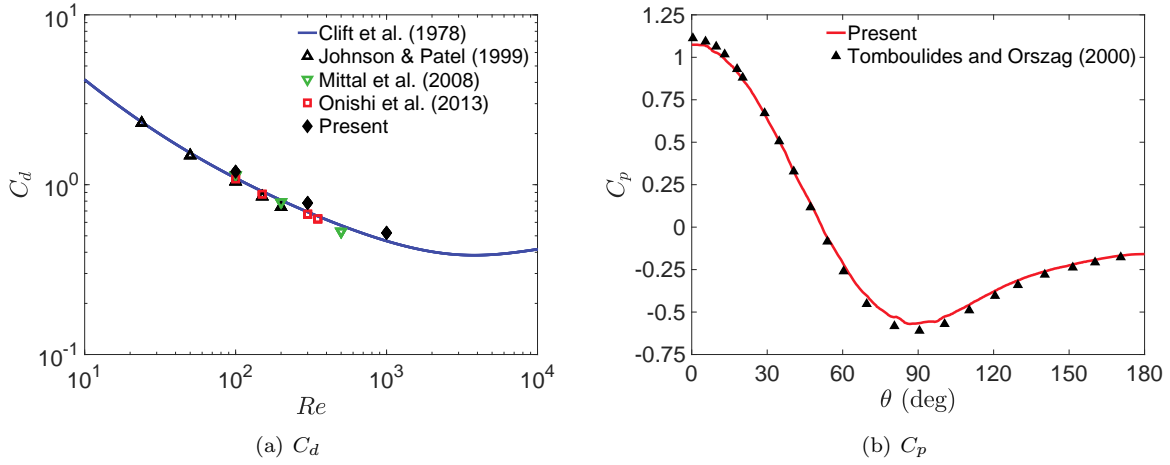 10^1
10^0
10^-1
C_d
Clift et al. (1978)
Johnson & Patel (1999)
Mittal et al. (2008)
Onishi et al. (2013)
Present
10^1
10^2
10^3
10^4
Re
(a) C_d
1.25
1
0.75
0.5
0.25
0
-0.25
-0.5
-0.75
C_p
Present
Tomboulides and Orszag (2000)
0
30
60
90
120
150
180
θ (deg)
(b) C_p